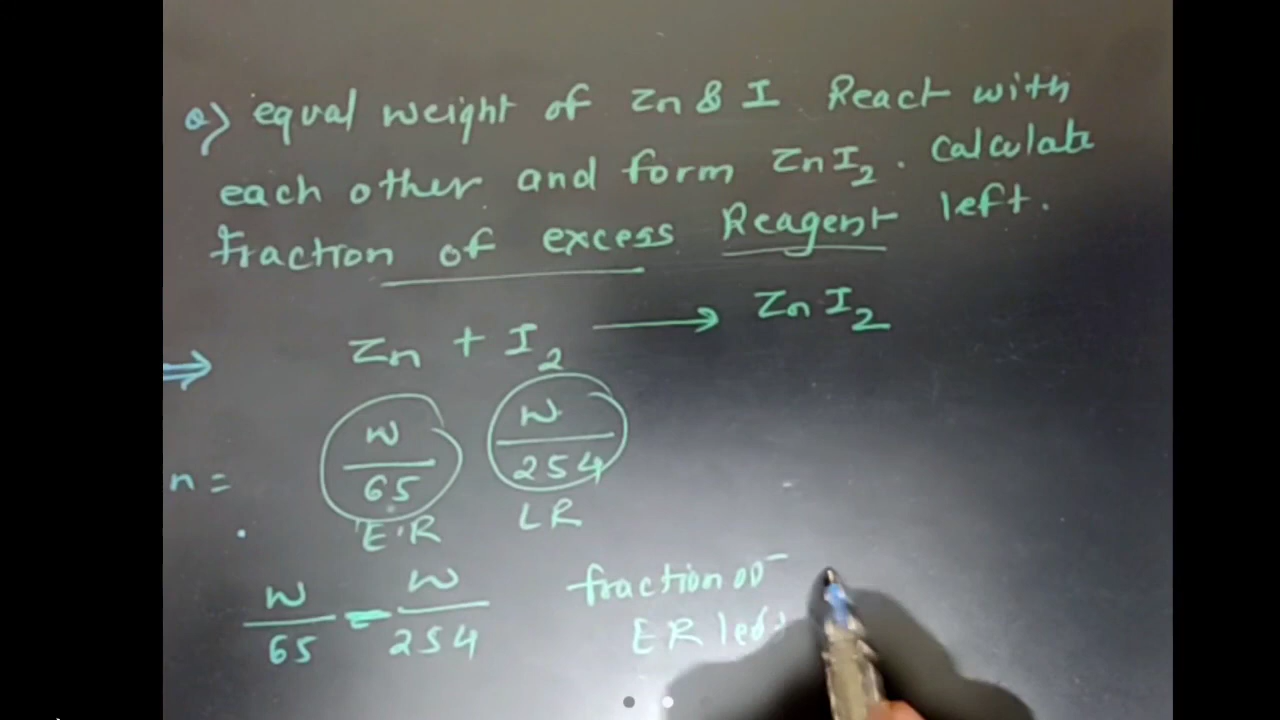 Q) equal weight of Zn & I React with
each other and form ZnI₂. Calculate
fraction of excess Reagent left.
⇒ Zn + I₂ ⟶ ZnI₂
n = W/65 W/254
E.R LR
W/65 - W/254 fraction of
ER left